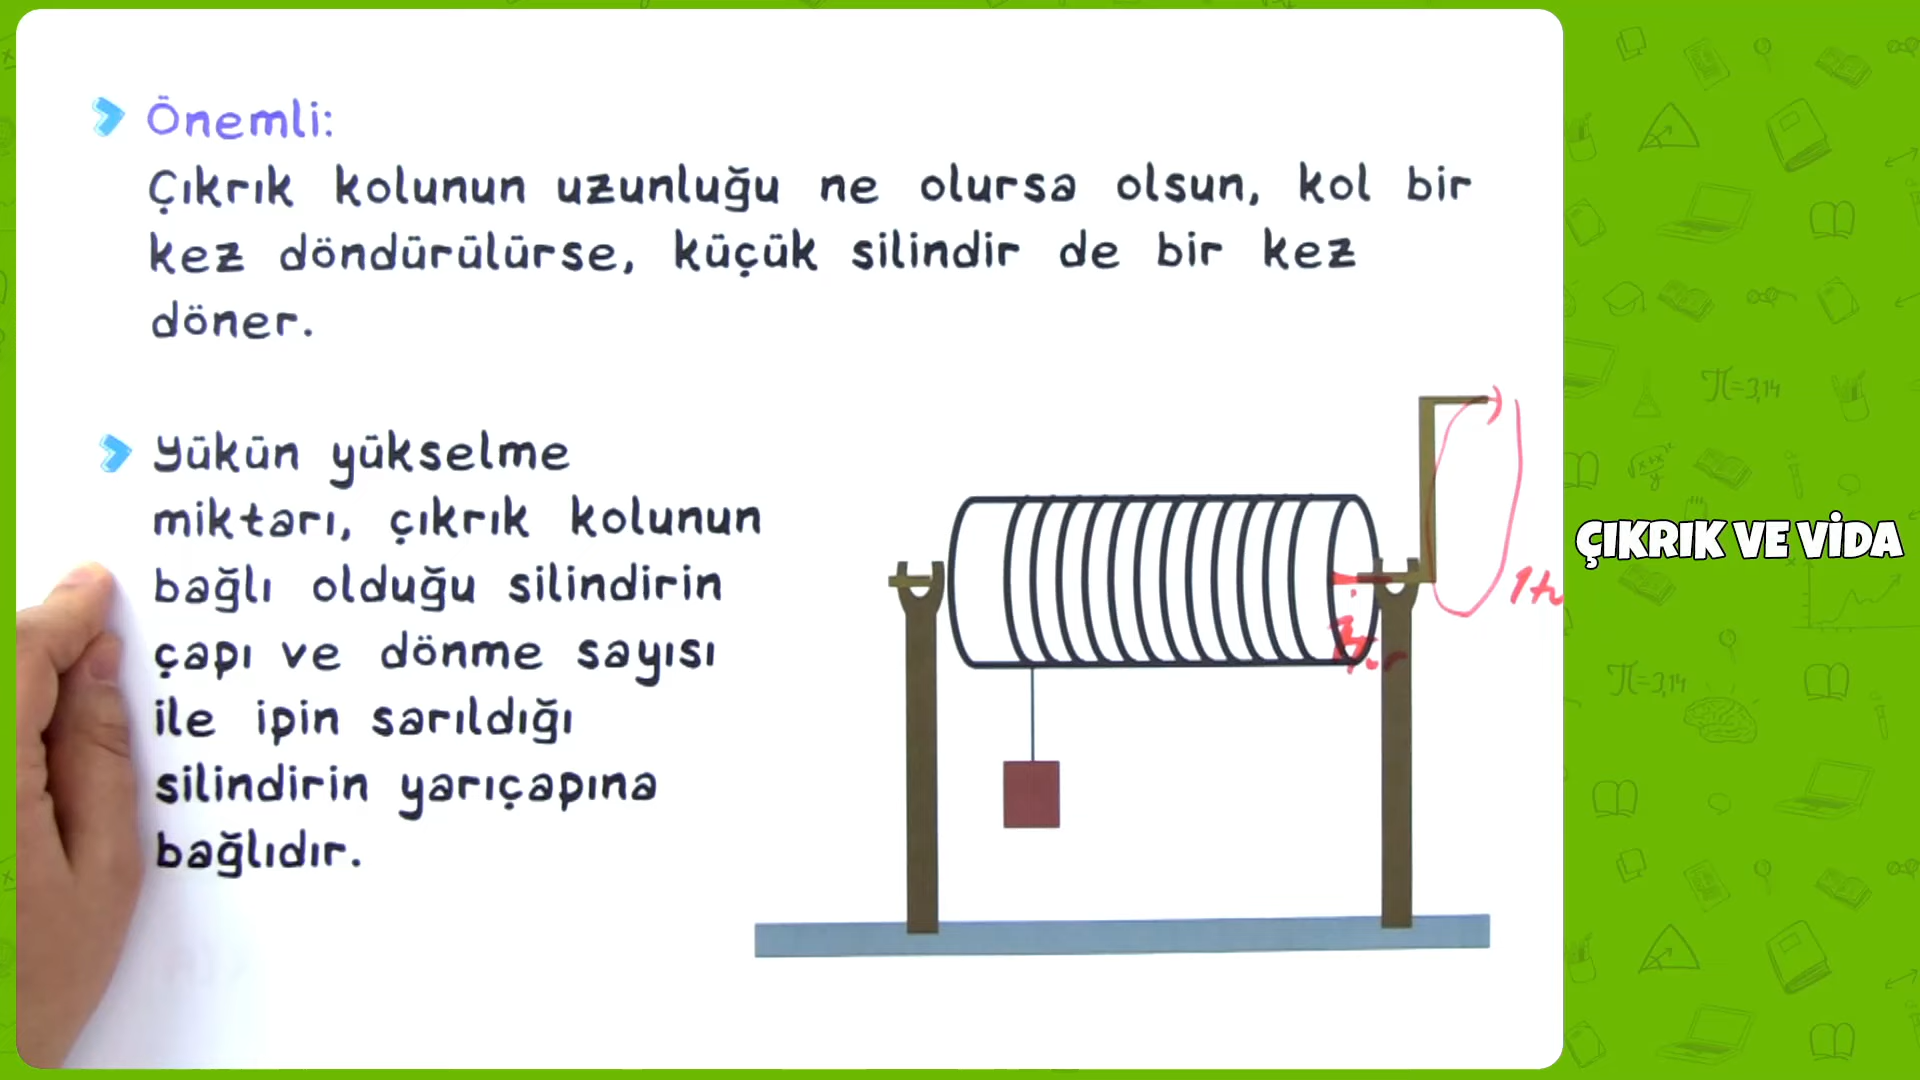 Önemli:
Çıkrık kolunun uzunluğu ne olursa olsun, kol bir
kez döndürülürse, küçük silindir de bir kez
döner.
Yükün yükselme
miktarı, çıkrık kolunun
bağlı olduğu silindirin
çapı ve dönme sayısı
ile ipin sarıldığı
silindirin yarıçapına
bağlıdır.
ÇIKRIK VE VİDA
π=3,14
π=3,14